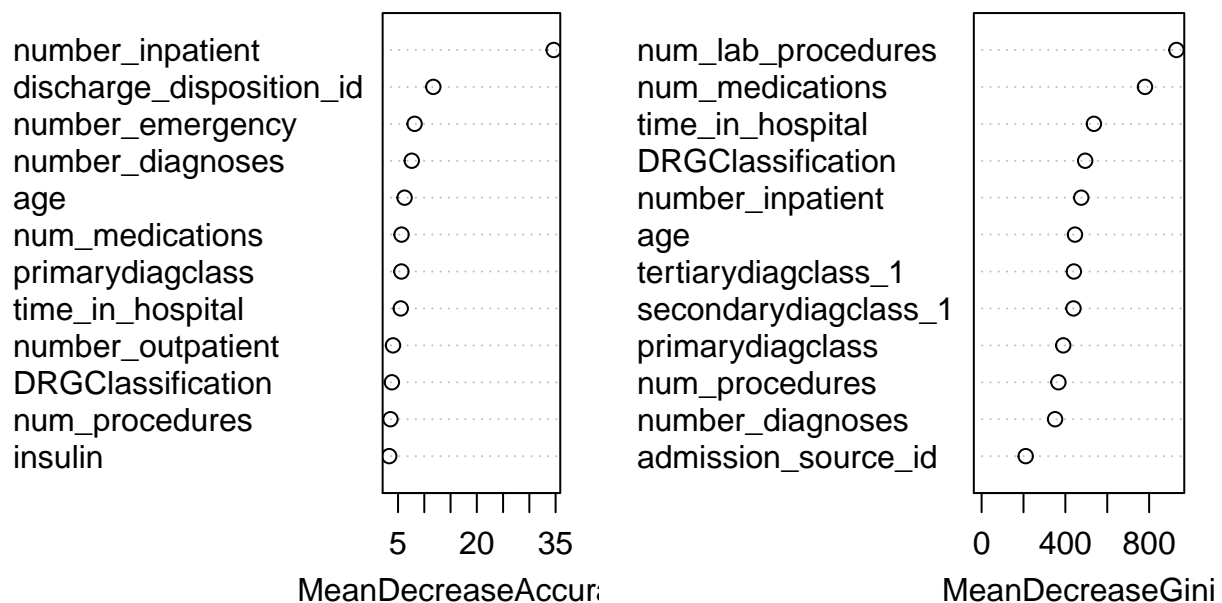 number_inpatient
discharge_disposition_id
number_emergency
number_diagnoses
age
num_medications
primarydiagclass
time_in_hospital
number_outpatient
DRGClassification
num_procedures
insulin
5 20 35
MeanDecreaseAccura
num_lab_procedures
num_medications
time_in_hospital
DRGClassification
number_inpatient
age
tertiarydiagclass_1
secondarydiagclass_1
primarydiagclass
num_procedures
number_diagnoses
admission_source_id
0 400 800
MeanDecreaseGini